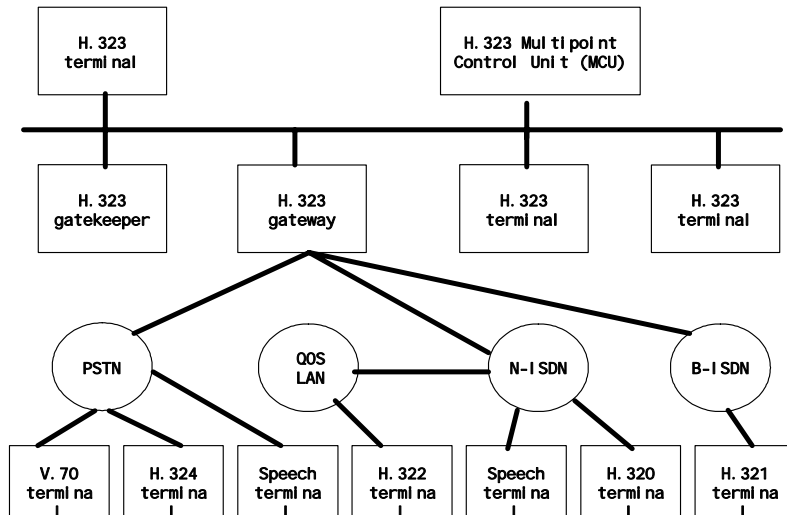 H.323
terminal
H.323 Multipoint
Control Unit (MCU)
H.323
gatekeeper
H.323
gateway
H.323
terminal
H.323
terminal
PSTN
QOS
LAN
N-ISDN
B-ISDN
V.70
termina
H.324
termina
Speech
termina
H.322
termina
Speech
termina
H.320
termina
H.321
termina